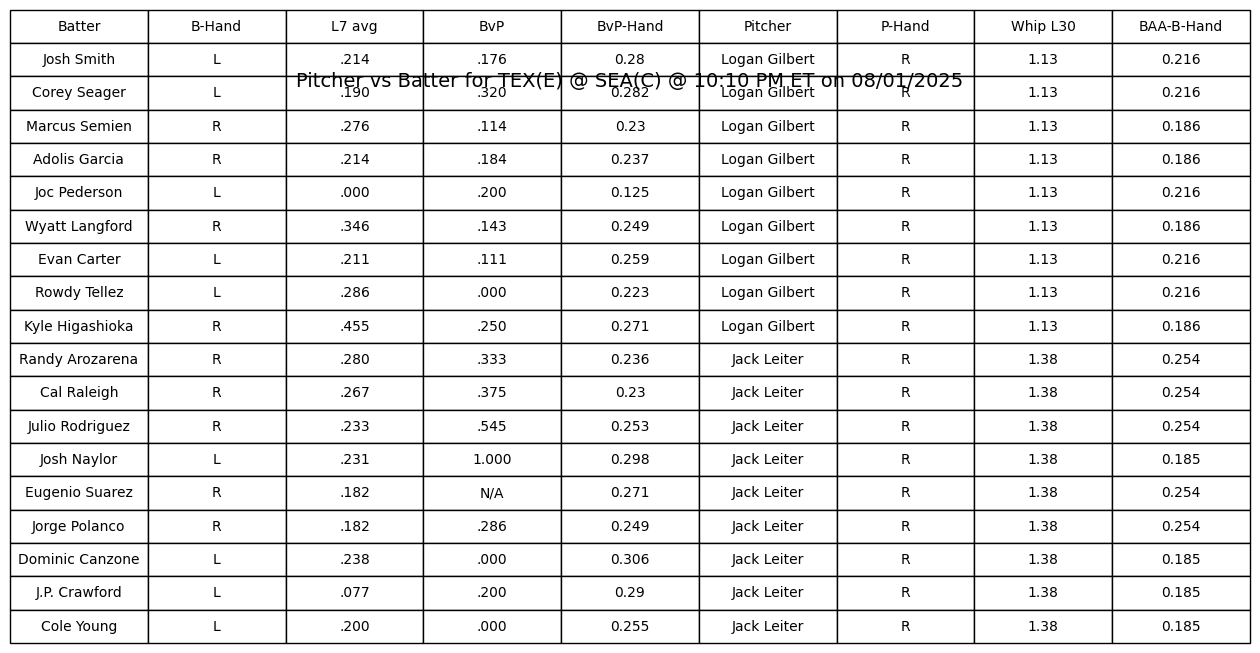 Batter B-Hand L7 avg BvP BvP-Hand Pitcher P-Hand Whip L30 BAA-B-Hand
Josh Smith L .214 .176 0.28 Logan Gilbert R 1.13 0.216
Pitcher vs Batter for TEX(E) @ SEA(C) @ 10:10 PM ET on 08/01/2025
Corey Seager L .190 .320 0.282 Logan Gilbert R 1.13 0.216
Marcus Semien R .276 .114 0.23 Logan Gilbert R 1.13 0.186
Adolis Garcia R .214 .184 0.237 Logan Gilbert R 1.13 0.186
Joc Pederson L .000 .200 0.125 Logan Gilbert R 1.13 0.216
Wyatt Langford R .346 .143 0.249 Logan Gilbert R 1.13 0.186
Evan Carter L .211 .111 0.259 Logan Gilbert R 1.13 0.216
Rowdy Tellez L .286 .000 0.223 Logan Gilbert R 1.13 0.216
Kyle Higashioka R .455 .250 0.271 Logan Gilbert R 1.13 0.186
Randy Arozarena R .280 .333 0.236 Jack Leiter R 1.38 0.254
Cal Raleigh R .267 .375 0.23 Jack Leiter R 1.38 0.254
Julio Rodriguez R .233 .545 0.253 Jack Leiter R 1.38 0.254
Josh Naylor L .231 1.000 0.298 Jack Leiter R 1.38 0.185
Eugenio Suarez R .182 N/A 0.271 Jack Leiter R 1.38 0.254
Jorge Polanco R .182 .286 0.249 Jack Leiter R 1.38 0.254
Dominic Canzone L .238 .000 0.306 Jack Leiter R 1.38 0.185
J.P. Crawford L .077 .200 0.29 Jack Leiter R 1.38 0.185
Cole Young L .200 .000 0.255 Jack Leiter R 1.38 0.185